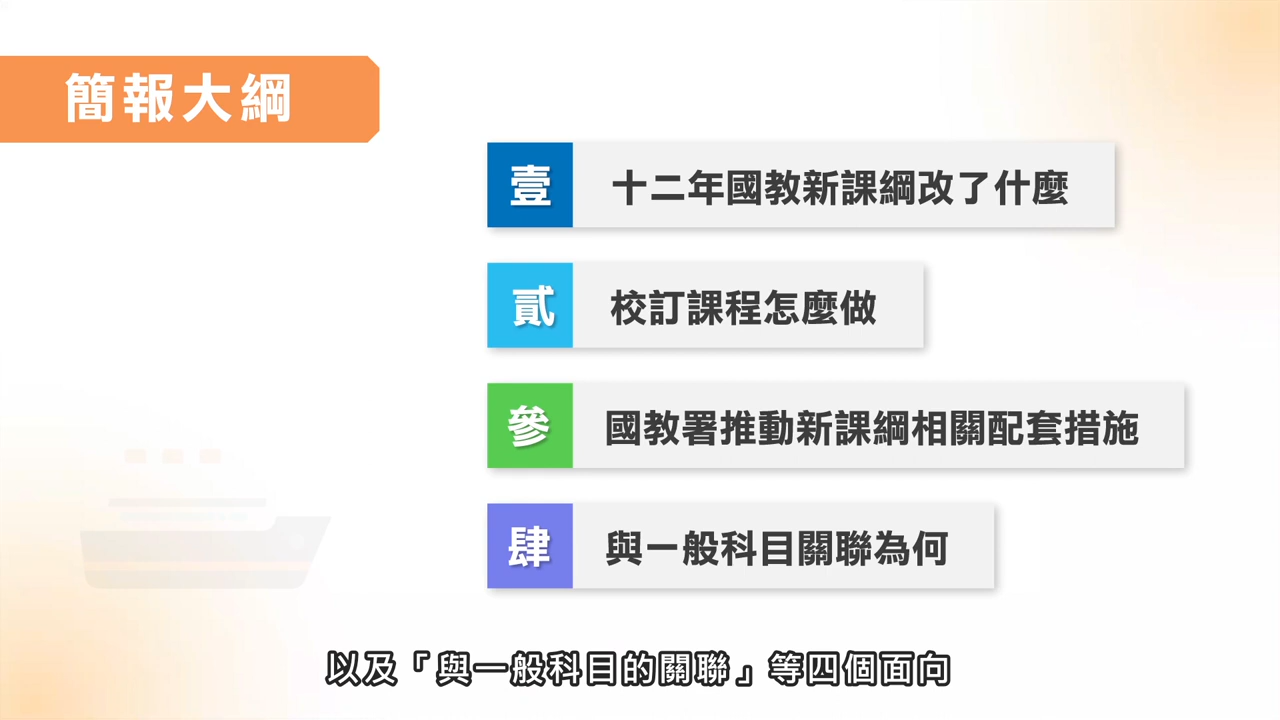 簡報大綱
壹 十二年國教新課綱改了什麼
貳 校訂課程怎麼做
參 國教署推動新課綱相關配套措施
肆 與一般科目關聯為何
以及「與一般科目的關聯」等四個面向